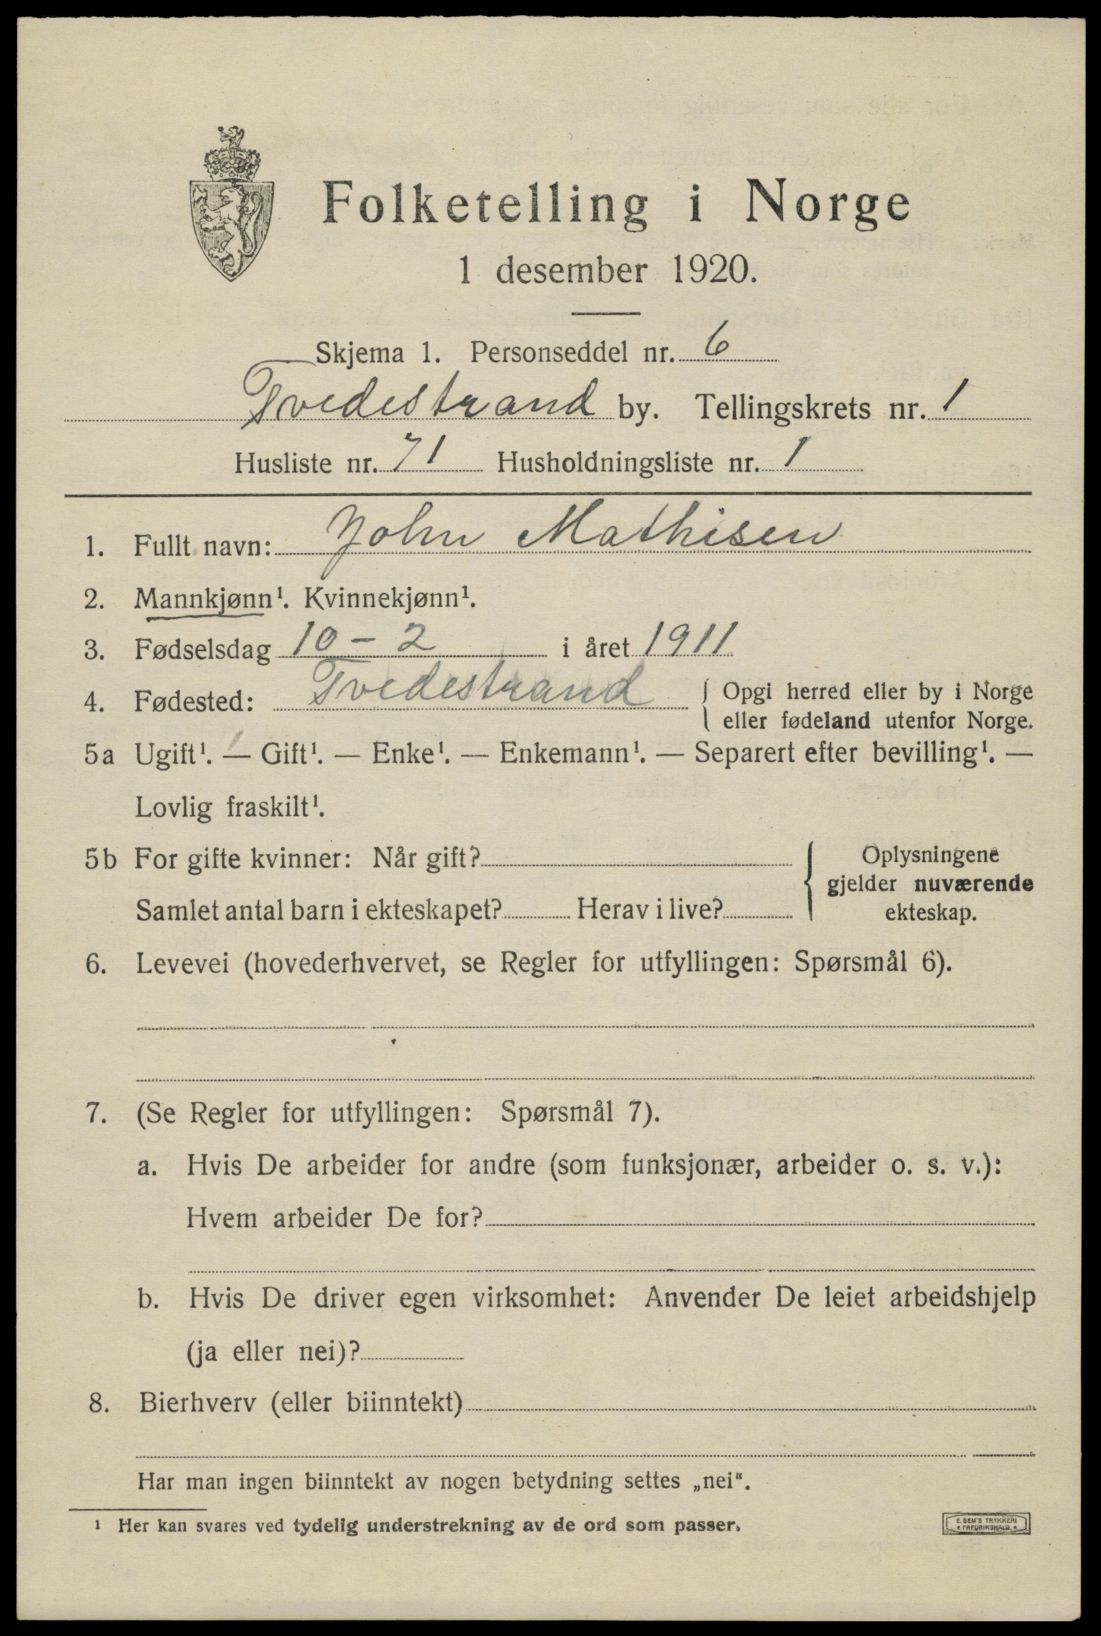 Folketelling i Norge
1 desember 1920.
Skjema 1. Personseddel nr. 6
Tvedestrand by. Tellingskrets nr. 1
Husliste nr. 71 Husholdningsliste nr. 1
1. Fullt navn: John Mathisen
2. Mannkjønn¹. Kvinnekjønn¹.
3. Fødselsdag 10 - 2 i året 1911
4. Fødested: Tvedestrand { Opgi herred eller by i Norge
eller fødeland utenfor Norge.
5a Ugift¹. — Gift¹. — Enke¹. — Enkemann¹. — Separert efter bevilling¹. —
Lovlig fraskilt¹.
5b For gifte kvinner: Når gift? { Oplysningene
gjelder nuværende
ekteskap.
Samlet antal barn i ekteskapet? Herav i live?
6. Levevei (hovederhvervet, se Regler for utfyllingen: Spørsmål 6).
7. (Se Regler for utfyllingen: Spørsmål 7).
a. Hvis De arbeider for andre (som funksjonær, arbeider o. s. v.):
Hvem arbeider De for?
b. Hvis De driver egen virksomhet: Anvender De leiet arbeidshjelp
(ja eller nei)?
8. Bierhverv (eller biinntekt)
Har man ingen biinntekt av nogen betydning settes „nei“.
¹ Her kan svares ved tydelig understrekning av de ord som passer.
E. SEM'S TRYKKERI
* FREDRIKSHALD *